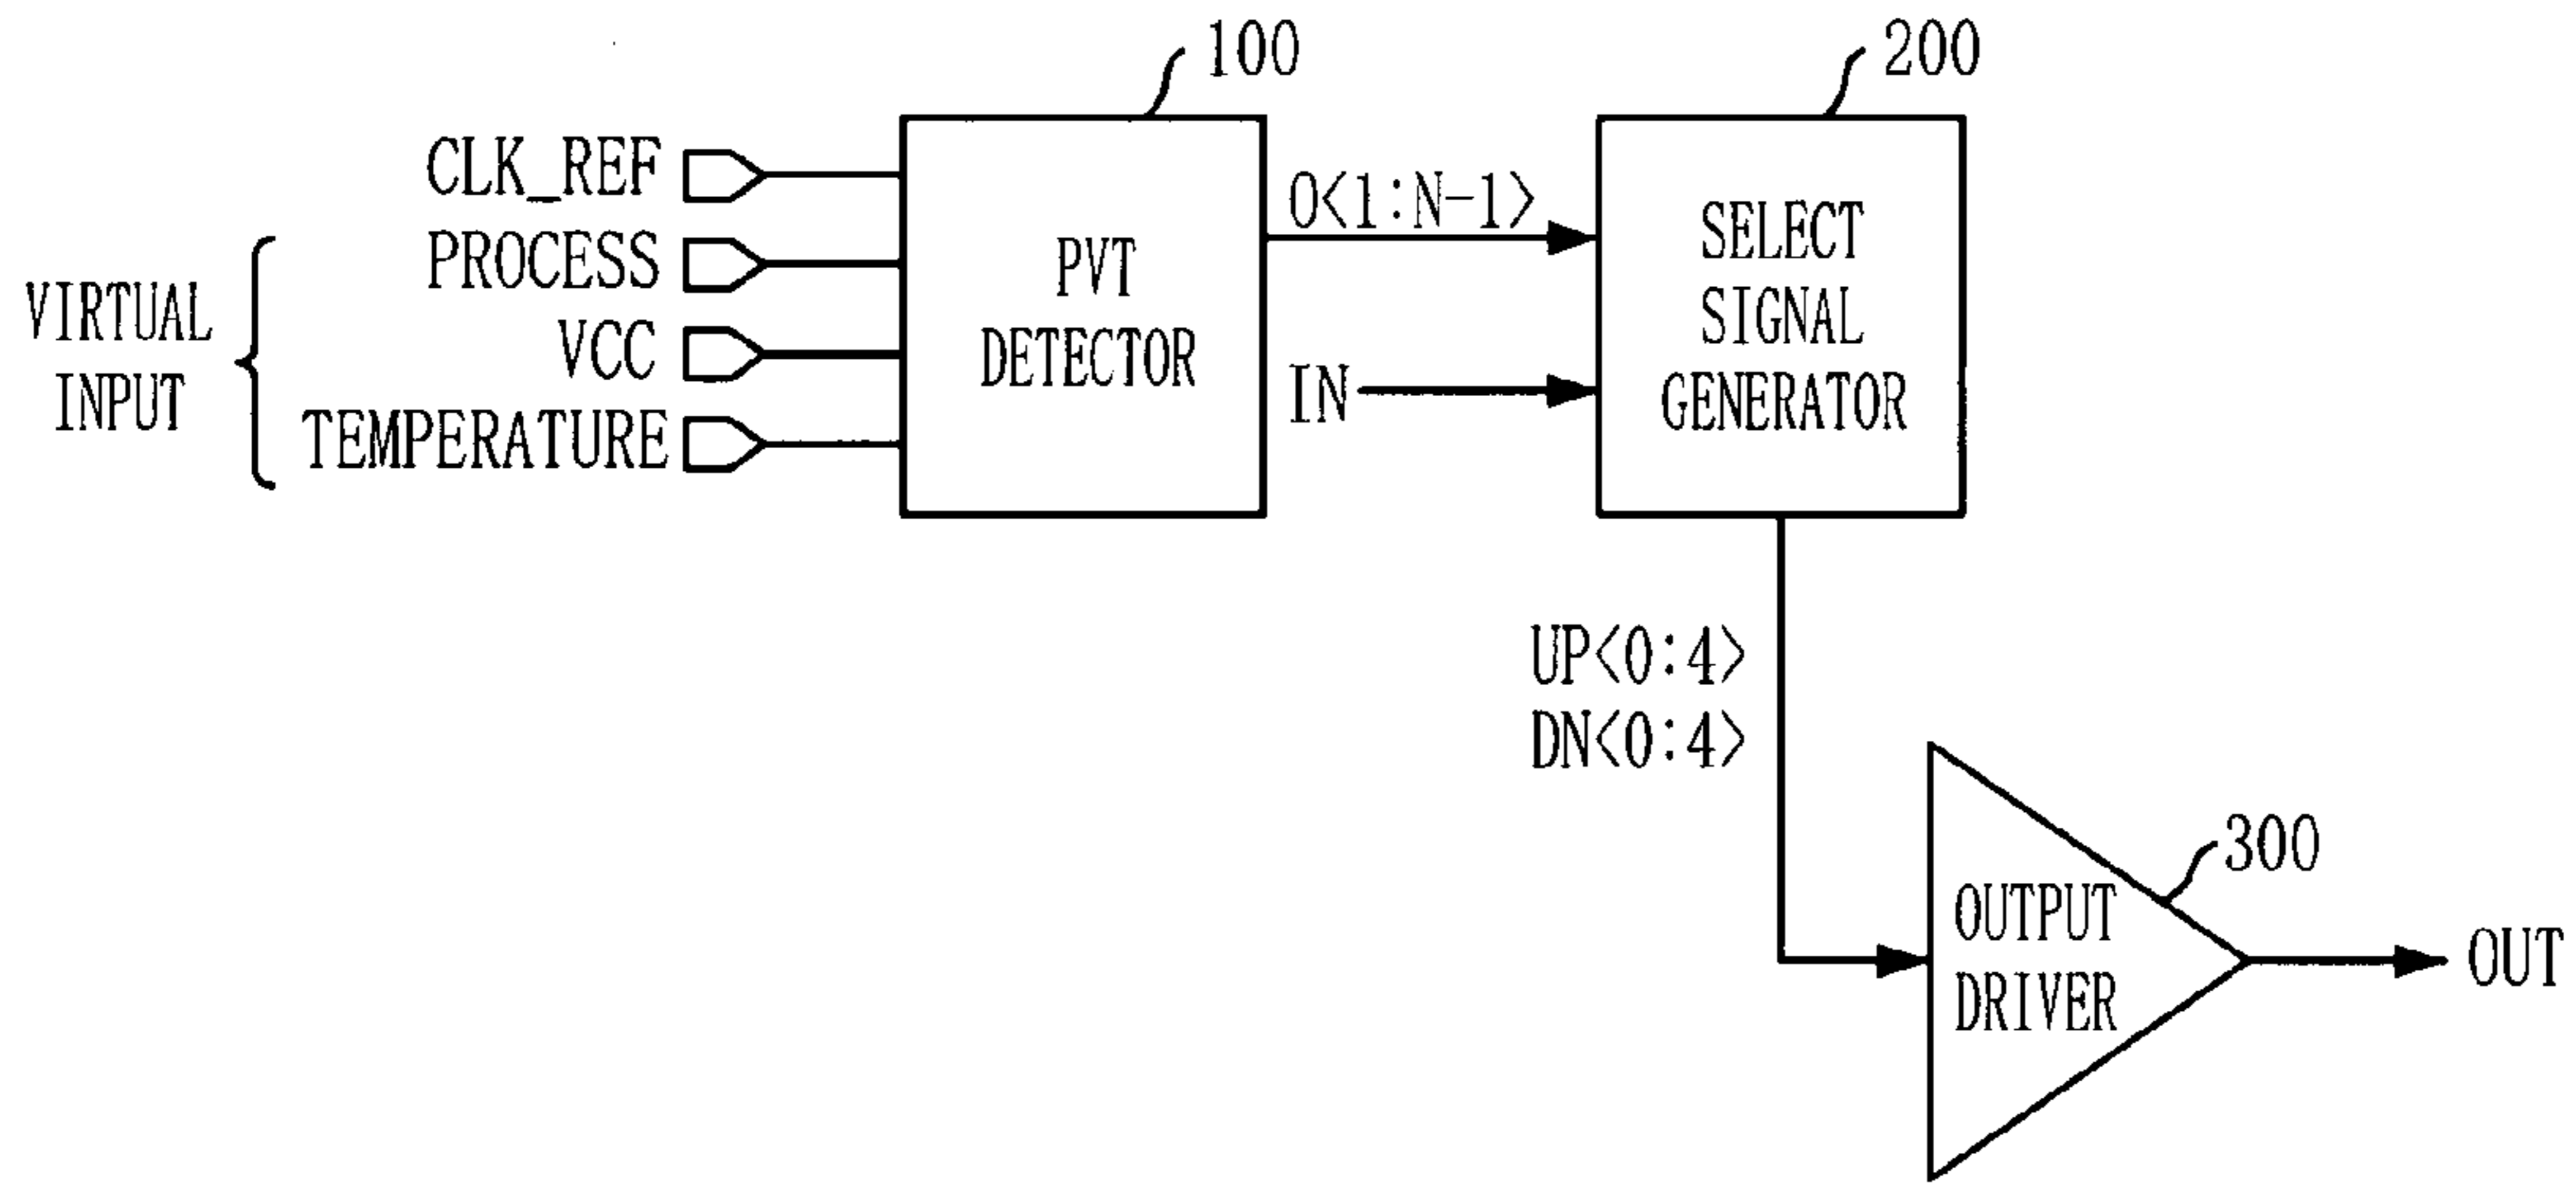 100
200
CLK_REF
PROCESS
VCC
TEMPERATURE
VIRTUAL
INPUT
PVT
DETECTOR
O<1:N-1>
IN
SELECT
SIGNAL
GENERATOR
UP<0:4>
DN<0:4>
300
OUTPUT
DRIVER
OUT